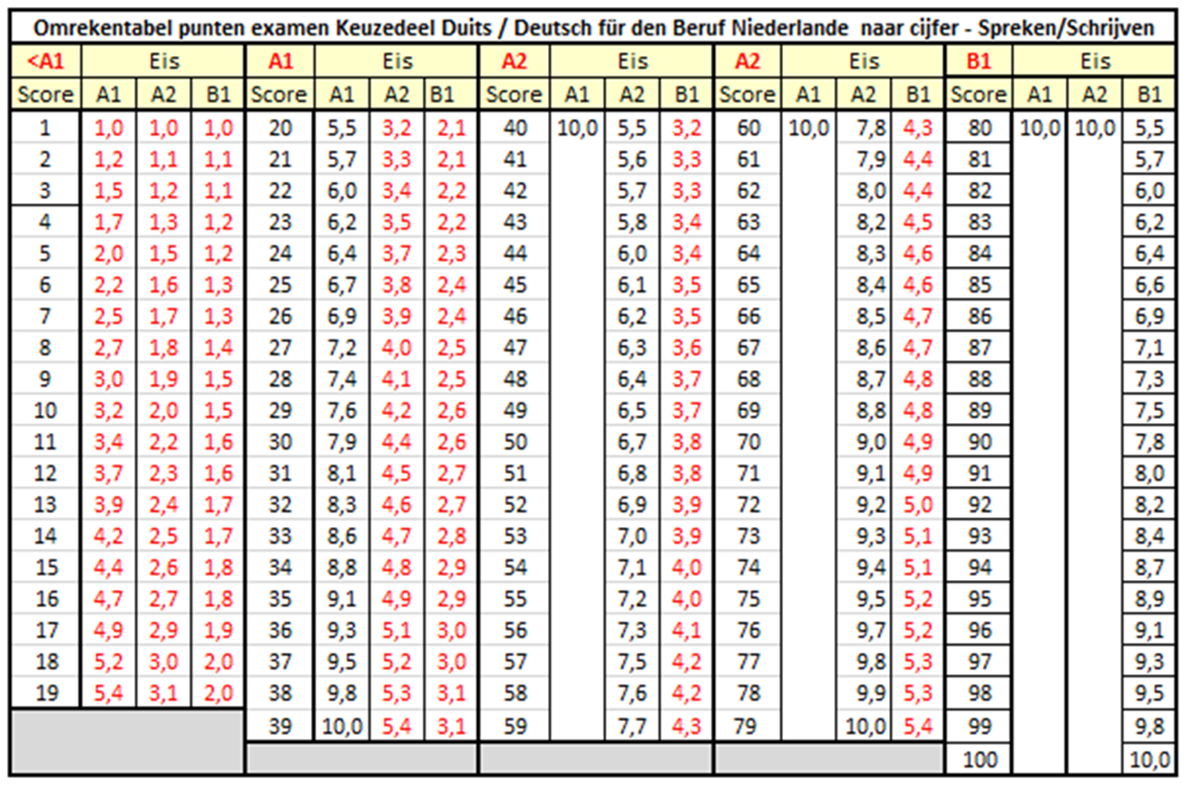 Omrekentabel punten examen Keuzedeel Duits / Deutsch für den Beruf Niederlande naar cijfer - Spreken/Schrijven
<A1 Eis A1 Eis A2 Eis A2 Eis B1 Eis
Score A1 A2 B1 Score A1 A2 B1 Score A1 A2 B1 Score A1 A2 B1 Score A1 A2 B1
1 1,0 1,0 1,0 20 5,5 3,2 2,1 40 10,0 5,5 3,2 60 10,0 7,8 4,3 80 10,0 10,0 5,5
2 1,2 1,1 1,1 21 5,7 3,3 2,1 41 5,6 3,3 61 7,9 4,4 81 5,7
3 1,5 1,2 1,1 22 6,0 3,4 2,2 42 5,7 3,3 62 8,0 4,4 82 6,0
4 1,7 1,3 1,2 23 6,2 3,5 2,2 43 5,8 3,4 63 8,2 4,5 83 6,2
5 2,0 1,5 1,2 24 6,4 3,7 2,3 44 6,0 3,4 64 8,3 4,6 84 6,4
6 2,2 1,6 1,3 25 6,7 3,8 2,4 45 6,1 3,5 65 8,4 4,6 85 6,6
7 2,5 1,7 1,3 26 6,9 3,9 2,4 46 6,2 3,5 66 8,5 4,7 86 6,9
8 2,7 1,8 1,4 27 7,2 4,0 2,5 47 6,3 3,6 67 8,6 4,7 87 7,1
9 3,0 1,9 1,5 28 7,4 4,1 2,5 48 6,4 3,7 68 8,7 4,8 88 7,3
10 3,2 2,0 1,5 29 7,6 4,2 2,6 49 6,5 3,7 69 8,8 4,8 89 7,5
11 3,4 2,2 1,6 30 7,9 4,4 2,6 50 6,7 3,8 70 9,0 4,9 90 7,8
12 3,7 2,3 1,6 31 8,1 4,5 2,7 51 6,8 3,8 71 9,1 4,9 91 8,0
13 3,9 2,4 1,7 32 8,3 4,6 2,7 52 6,9 3,9 72 9,2 5,0 92 8,2
14 4,2 2,5 1,7 33 8,6 4,7 2,8 53 7,0 3,9 73 9,3 5,1 93 8,4
15 4,4 2,6 1,8 34 8,8 4,8 2,9 54 7,1 4,0 74 9,4 5,1 94 8,7
16 4,7 2,7 1,8 35 9,1 4,9 2,9 55 7,2 4,0 75 9,5 5,2 95 8,9
17 4,9 2,9 1,9 36 9,3 5,1 3,0 56 7,3 4,1 76 9,7 5,2 96 9,1
18 5,2 3,0 2,0 37 9,5 5,2 3,0 57 7,5 4,2 77 9,8 5,3 97 9,3
19 5,4 3,1 2,0 38 9,8 5,3 3,1 58 7,6 4,2 78 9,9 5,3 98 9,5
39 10,0 5,4 3,1 59 7,7 4,3 79 10,0 5,4 99 9,8
100 10,0